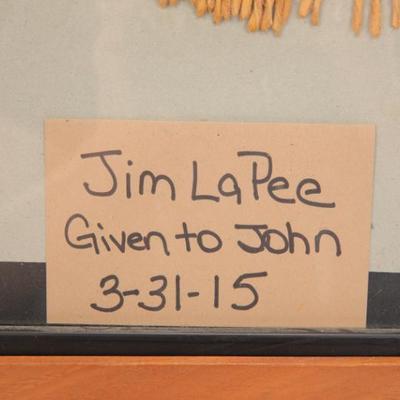 Jim LaPee
Given to John
3-31-15